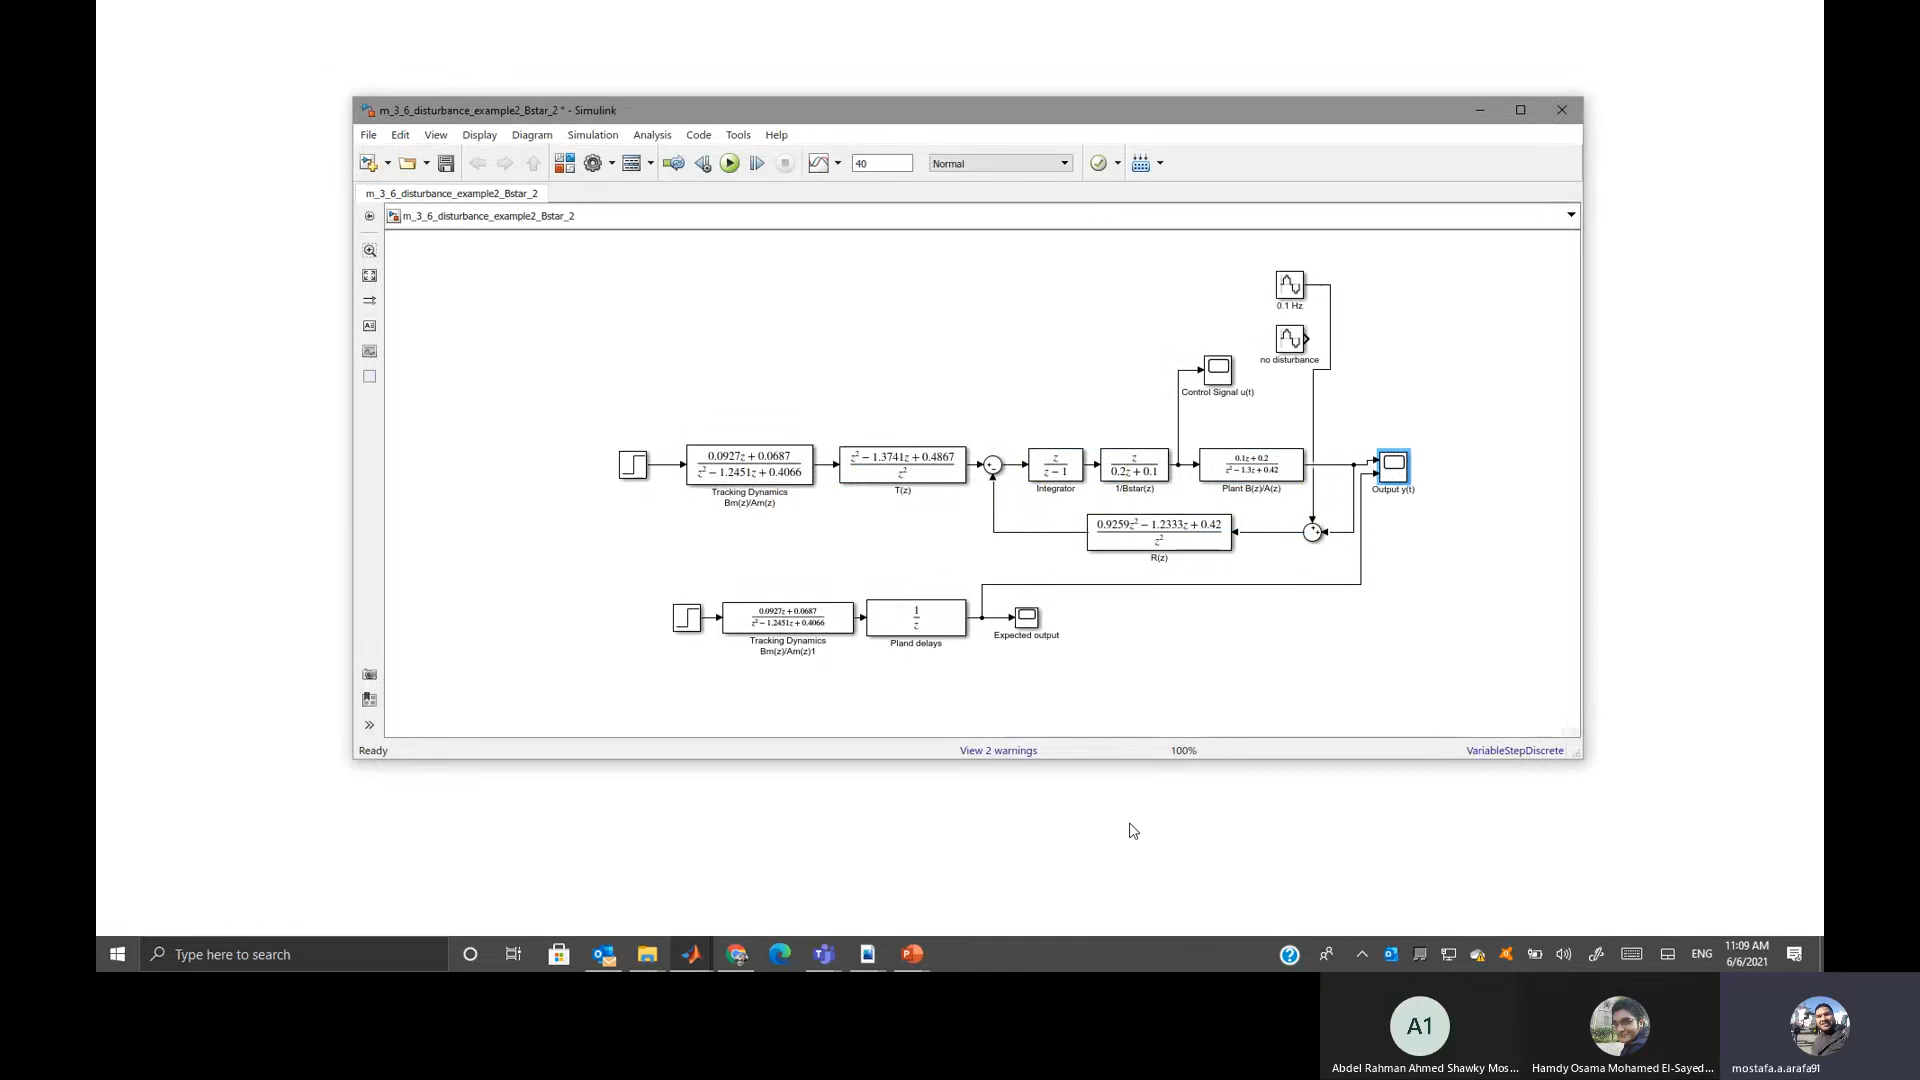 m_3_6_disturbance_example2_Bstar_2 * - Simulink
File Edit View Display Diagram Simulation Analysis Code Tools Help
40 Normal
m_3_6_disturbance_example2_Bstar_2
m_3_6_disturbance_example2_Bstar_2
0.1 Hz
no disturbance
Control Signal u(t)
0.0927z + 0.0687
z² − 1.2451z + 0.4066
Tracking Dynamics
Bm(z)/Am(z)
z² − 1.3741z + 0.4867
z²
T(z)
z
z − 1
Integrator
z
0.2z + 0.1
1/Bstar(z)
0.1z + 0.2
z² − 1.3z + 0.42
Plant B(z)/A(z)
Output y(t)
0.9259z² − 1.2333z + 0.42
z²
R(z)
0.0927z + 0.0687
z² − 1.2451z + 0.4066
Tracking Dynamics
Bm(z)/Am(z)1
1
z
Pland delays
Expected output
Ready View 2 warnings 100% VariableStepDiscrete
Type here to search
ENG
11:09 AM
6/6/2021
A1
Abdel Rahman Ahmed Shawky Mos...
Hamdy Osama Mohamed El-Sayed...
mostafa.a.arafa91